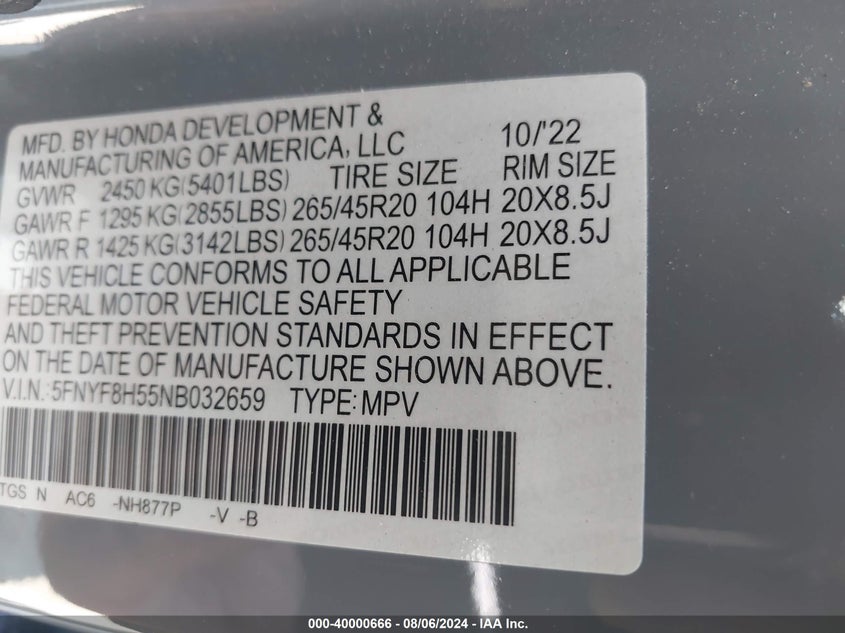 MFD. BY HONDA DEVELOPMENT &
MANUFACTURING OF AMERICA, LLC 10/'22
GVWR 2450 KG(5401LBS) TIRE SIZE RIM SIZE
GAWR F 1295 KG(2855LBS) 265/45R20 104H 20X8.5J
GAWR R 1425 KG(3142LBS) 265/45R20 104H 20X8.5J
THIS VEHICLE CONFORMS TO ALL APPLICABLE
FEDERAL MOTOR VEHICLE SAFETY
AND THEFT PREVENTION STANDARDS IN EFFECT
ON THE DATE OF MANUFACTURE SHOWN ABOVE.
V.I.N.:5FNYF8H55NB032659 TYPE:MPV
TGS N AC6 -NH877P -V -B
000-40000666 - 08/06/2024 - IAA Inc.